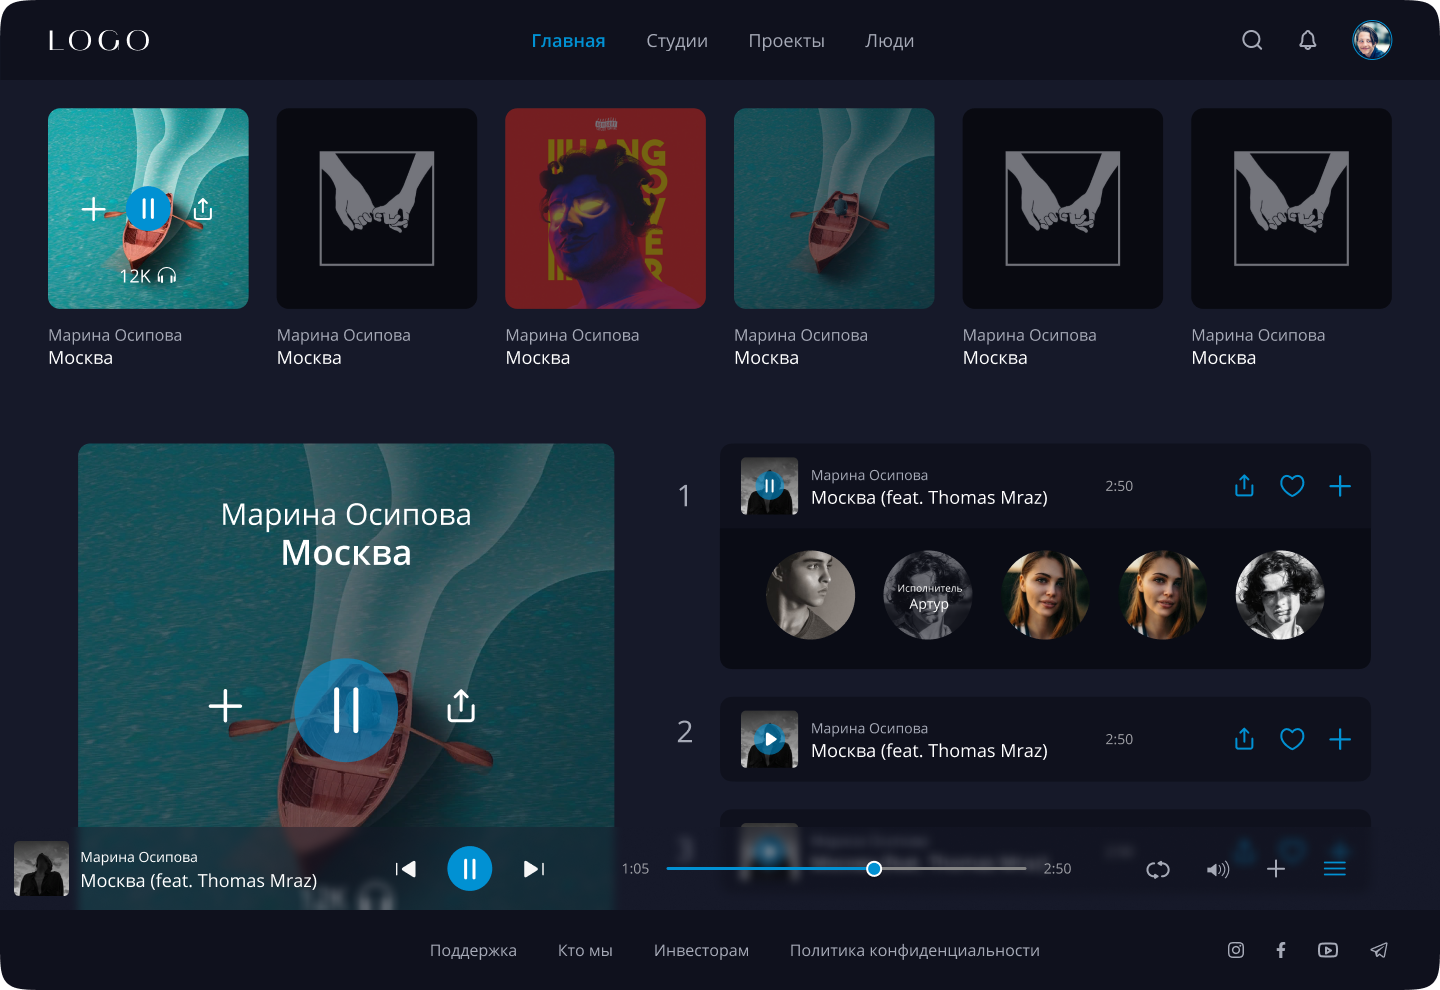 LOGO
Главная
Студии
Проекты
Люди
12K
Марина Осипова
Москва
Марина Осипова
Москва
Марина Осипова
Москва
Марина Осипова
Москва
Марина Осипова
Москва
Марина Осипова
Москва
Марина Осипова
Москва
1
Марина Осипова
Москва (feat. Thomas Mraz)
2:50
Исполнитель
Артур
2
Марина Осипова
Москва (feat. Thomas Mraz)
2:50
3
Марина Осипова
Москва (feat. Thomas Mraz)
1:05
2:50
12K
Поддержка
Кто мы
Инвесторам
Политика конфиденциальности